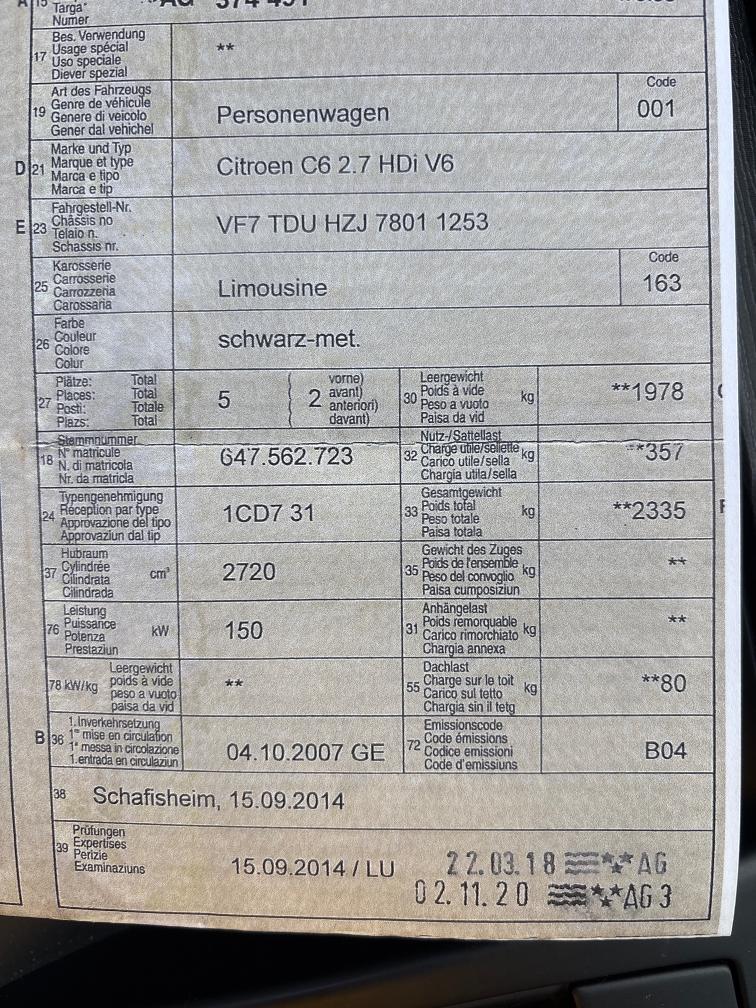 A 15 Targa
Numer
AG 374 451
17 Bes. Verwendung
Usage spécial
Uso speciale
Diever spezial
**
19 Art des Fahrzeugs
Genre de véhicule
Genere di veicolo
Gener dal vehichel
Personenwagen
Code
001
D 21 Marke und Typ
Marque et type
Marca e tipo
Marca e tip
Citroen C6 2.7 HDi V6
E 23 Fahrgestell-Nr.
Châssis no
Telaio n.
Schassis nr.
VF7 TDU HZJ 7801 1253
25 Karosserie
Carrosserie
Carrozzeria
Carossaria
Limousine
Code
163
26 Farbe
Couleur
Colore
Colur
schwarz-met.
27 Plätze: Total
Places: Total
Posti: Totale
Plazs: Total
5
2 vorne)
avant)
anteriori)
davant)
30 Leergewicht
Poids à vide
Peso a vuoto
Paisa da vid
kg
**1978
18 Stammnummer
N° matricule
N. di matricola
Nr. da matricla
647.562.723
32 Nutz-/Sattellast
Charge utile/sellette
Carico utile/sella
Chargia utila/sella
kg
**357
24 Typengenehmigung
Réception par type
Approvazione del tipo
Approvaziun dal tip
1CD7 31
33 Gesamtgewicht
Poids total
Peso totale
Paisa totala
kg
**2335
F
37 Hubraum
Cylindrée
Cilindrata
Cilindrada
cm³
2720
35 Gewicht des Zuges
Poids de l'ensemble
Peso del convoglio
Paisa cumposiziun
kg
**
76 Leistung
Puissance
Potenza
Prestaziun
kW
150
31 Anhängelast
Poids remorquable
Carico rimorchiato
Chargia annexa
kg
**
78 kW/kg Leergewicht
poids à vide
peso a vuoto
paisa da vid
**
55 Dachlast
Charge sur le toit
Carico sul tetto
Chargia sin il tetg
kg
**80
B 36 1. Inverkehrsetzung
1re mise en circulation
1a messa in circolazione
1. entrada en circulaziun
04.10.2007 GE
72 Emissionscode
Code émissions
Codice emissioni
Code d'emissiuns
B04
38 Schafisheim, 15.09.2014
39 Prüfungen
Expertises
Perizie
Examinaziuns
15.09.2014 / LU
22.03.18 AG
02.11.20 AG 3